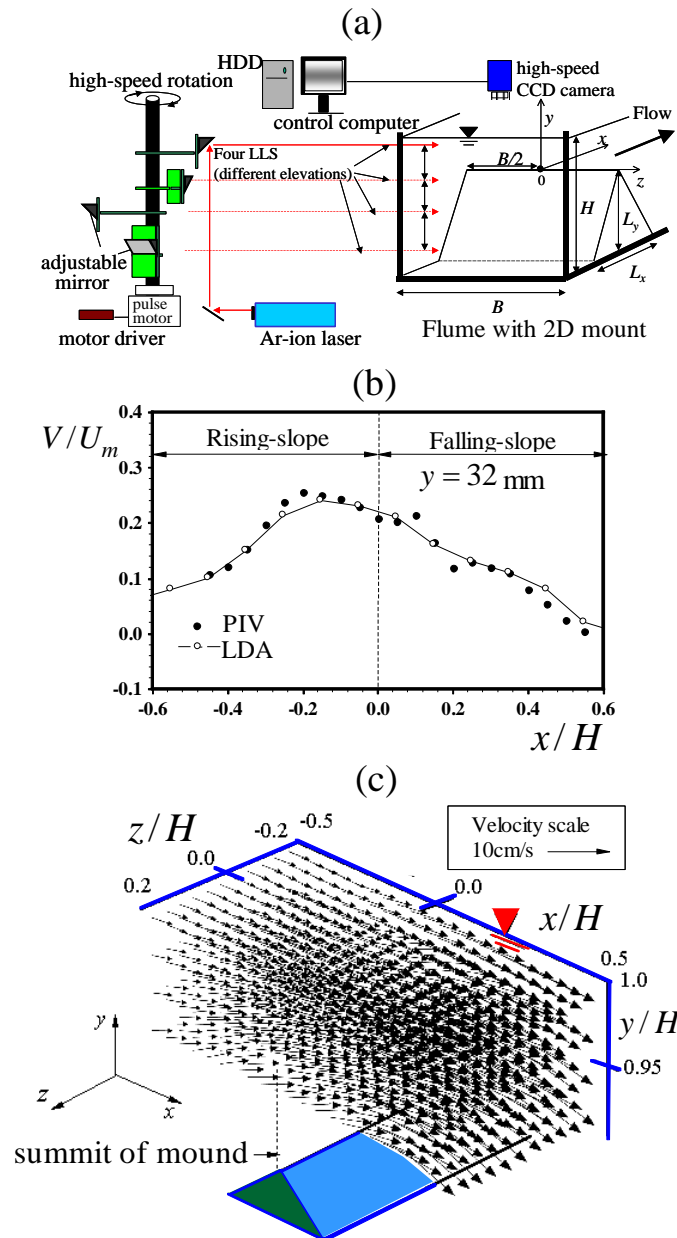 (a)
HDD
high-speed rotation
high-speed
CCD camera
control computer
Flow
y
x
Four LLS
(different elevations)
B/2
0
z
H
L_y
L_x
adjustable
mirror
pulse
motor
motor driver
Ar-ion laser
B
Flume with 2D mount
(b)
V/U_m
0.4
0.3
0.2
0.1
0.0
-0.1
Rising-slope
Falling-slope
y = 32 mm
PIV
LDA
-0.6
-0.4
-0.2
0.0
0.2
0.4
0.6
x/H
(c)
z/H
-0.2
-0.5
0.0
0.2
Velocity scale
10cm/s
0.0
x/H
0.5
1.0
y/H
0.95
y
z
x
summit of mound